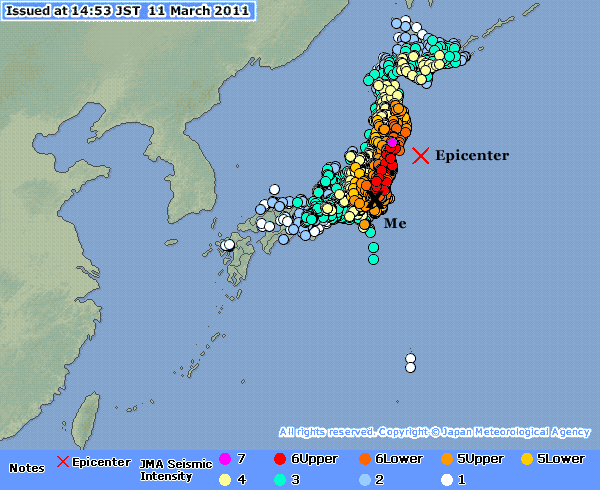 Issued at 14:53 JST 11 March 2011
Epicenter
Me
All rights reserved. Copyright © Japan Meteorological Agency
Notes Epicenter JMA Seismic Intensity 7 6Upper 6Lower 5Upper 5Lower
4 3 2 1